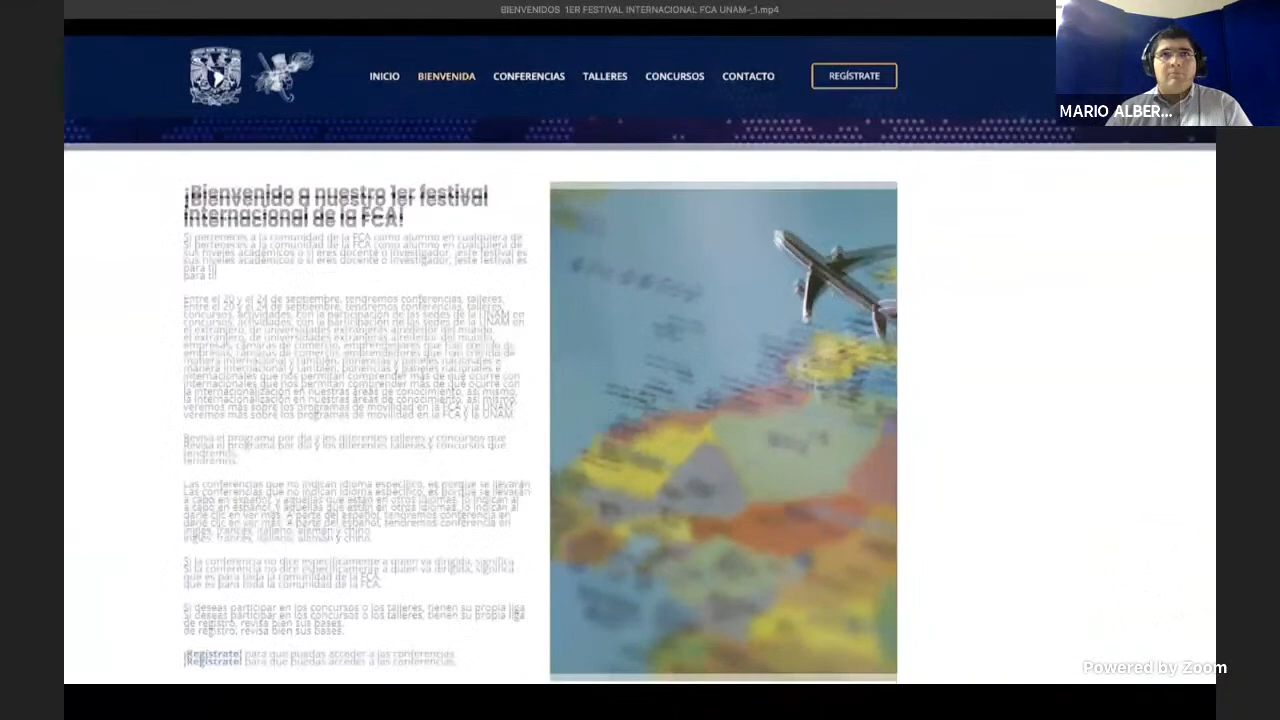 BIENVENIDOS 1ER FESTIVAL INTERNACIONAL FCA UNAM-_1.mp4
INICIO BIENVENIDA CONFERENCIAS TALLERES CONCURSOS CONTACTO REGÍSTRATE
MARIO ALBER...
¡Bienvenido a nuestro 1er festival
internacional de la FCA!
Si perteneces a la comunidad de la FCA como alumno en cualquiera de
sus niveles académicos o si eres docente o investigador, ¡este festival es
para ti!
Entre el 20 y el 24 de septiembre, tendremos conferencias, talleres,
concursos, actividades, con la participación de las sedes de la UNAM en
el extranjero, de universidades extranjeras alrededor del mundo,
empresas, cámaras de comercio, emprendedores que han crecido de
manera internacional y también, ponencias y paneles nacionales e
internacionales que nos permitan comprender más de que ocurre con
la internacionalización en nuestras áreas de conocimiento, así mismo,
veremos más sobre los programas de movilidad en la FCA y la UNAM.
Revisa el programa por día y los diferentes talleres y concursos que
tendremos.
Las conferencias que no indican idioma específico, es porque se llevarán
a cabo en español, y aquellas que están en otros idiomas, lo indican al
darle clic en ver más. A parte del español, tendremos conferencia en
inglés, francés, italiano, alemán y chino.
Si la conferencia no dice específicamente a quien va dirigida, significa
que es para toda la comunidad de la FCA.
Si deseas participar en los concursos o los talleres, tienen su propia liga
de registro, revisa bien sus bases.
¡Regístrate! para que puedas acceder a las conferencias.
Powered by Zoom